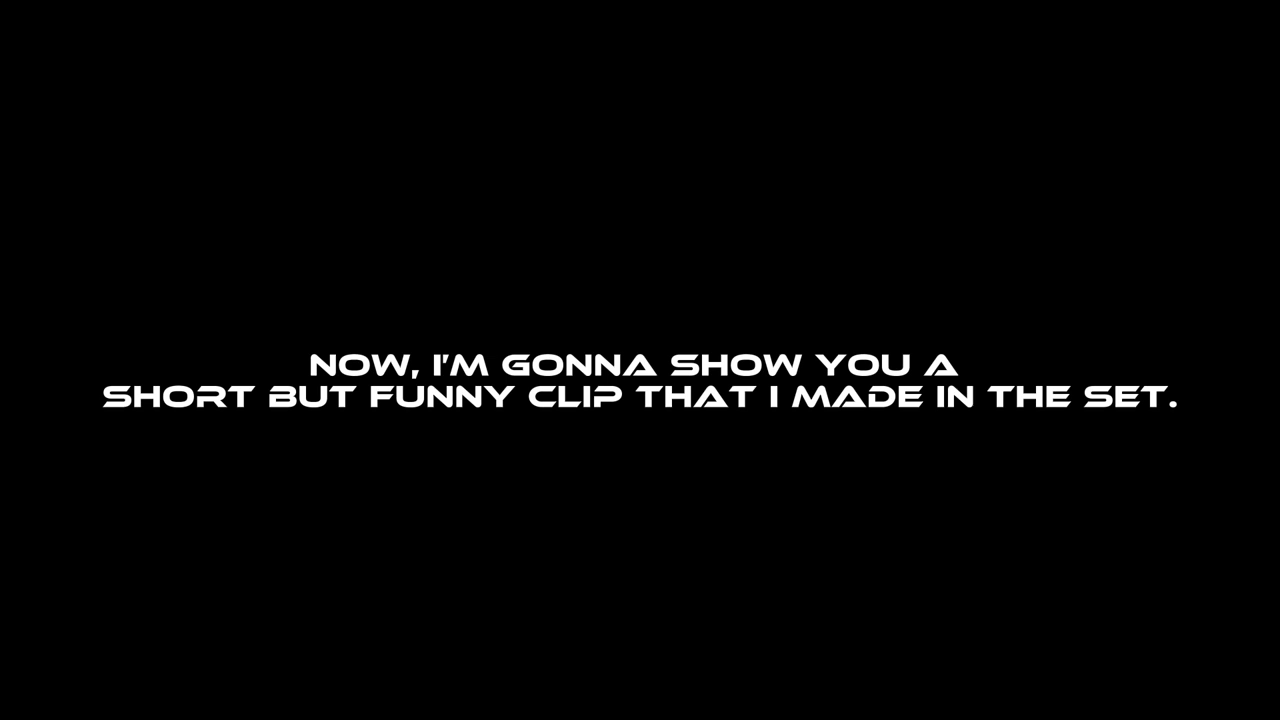 NOW, I'M GONNA SHOW YOU A
SHORT BUT FUNNY CLIP THAT I MADE IN THE SET.